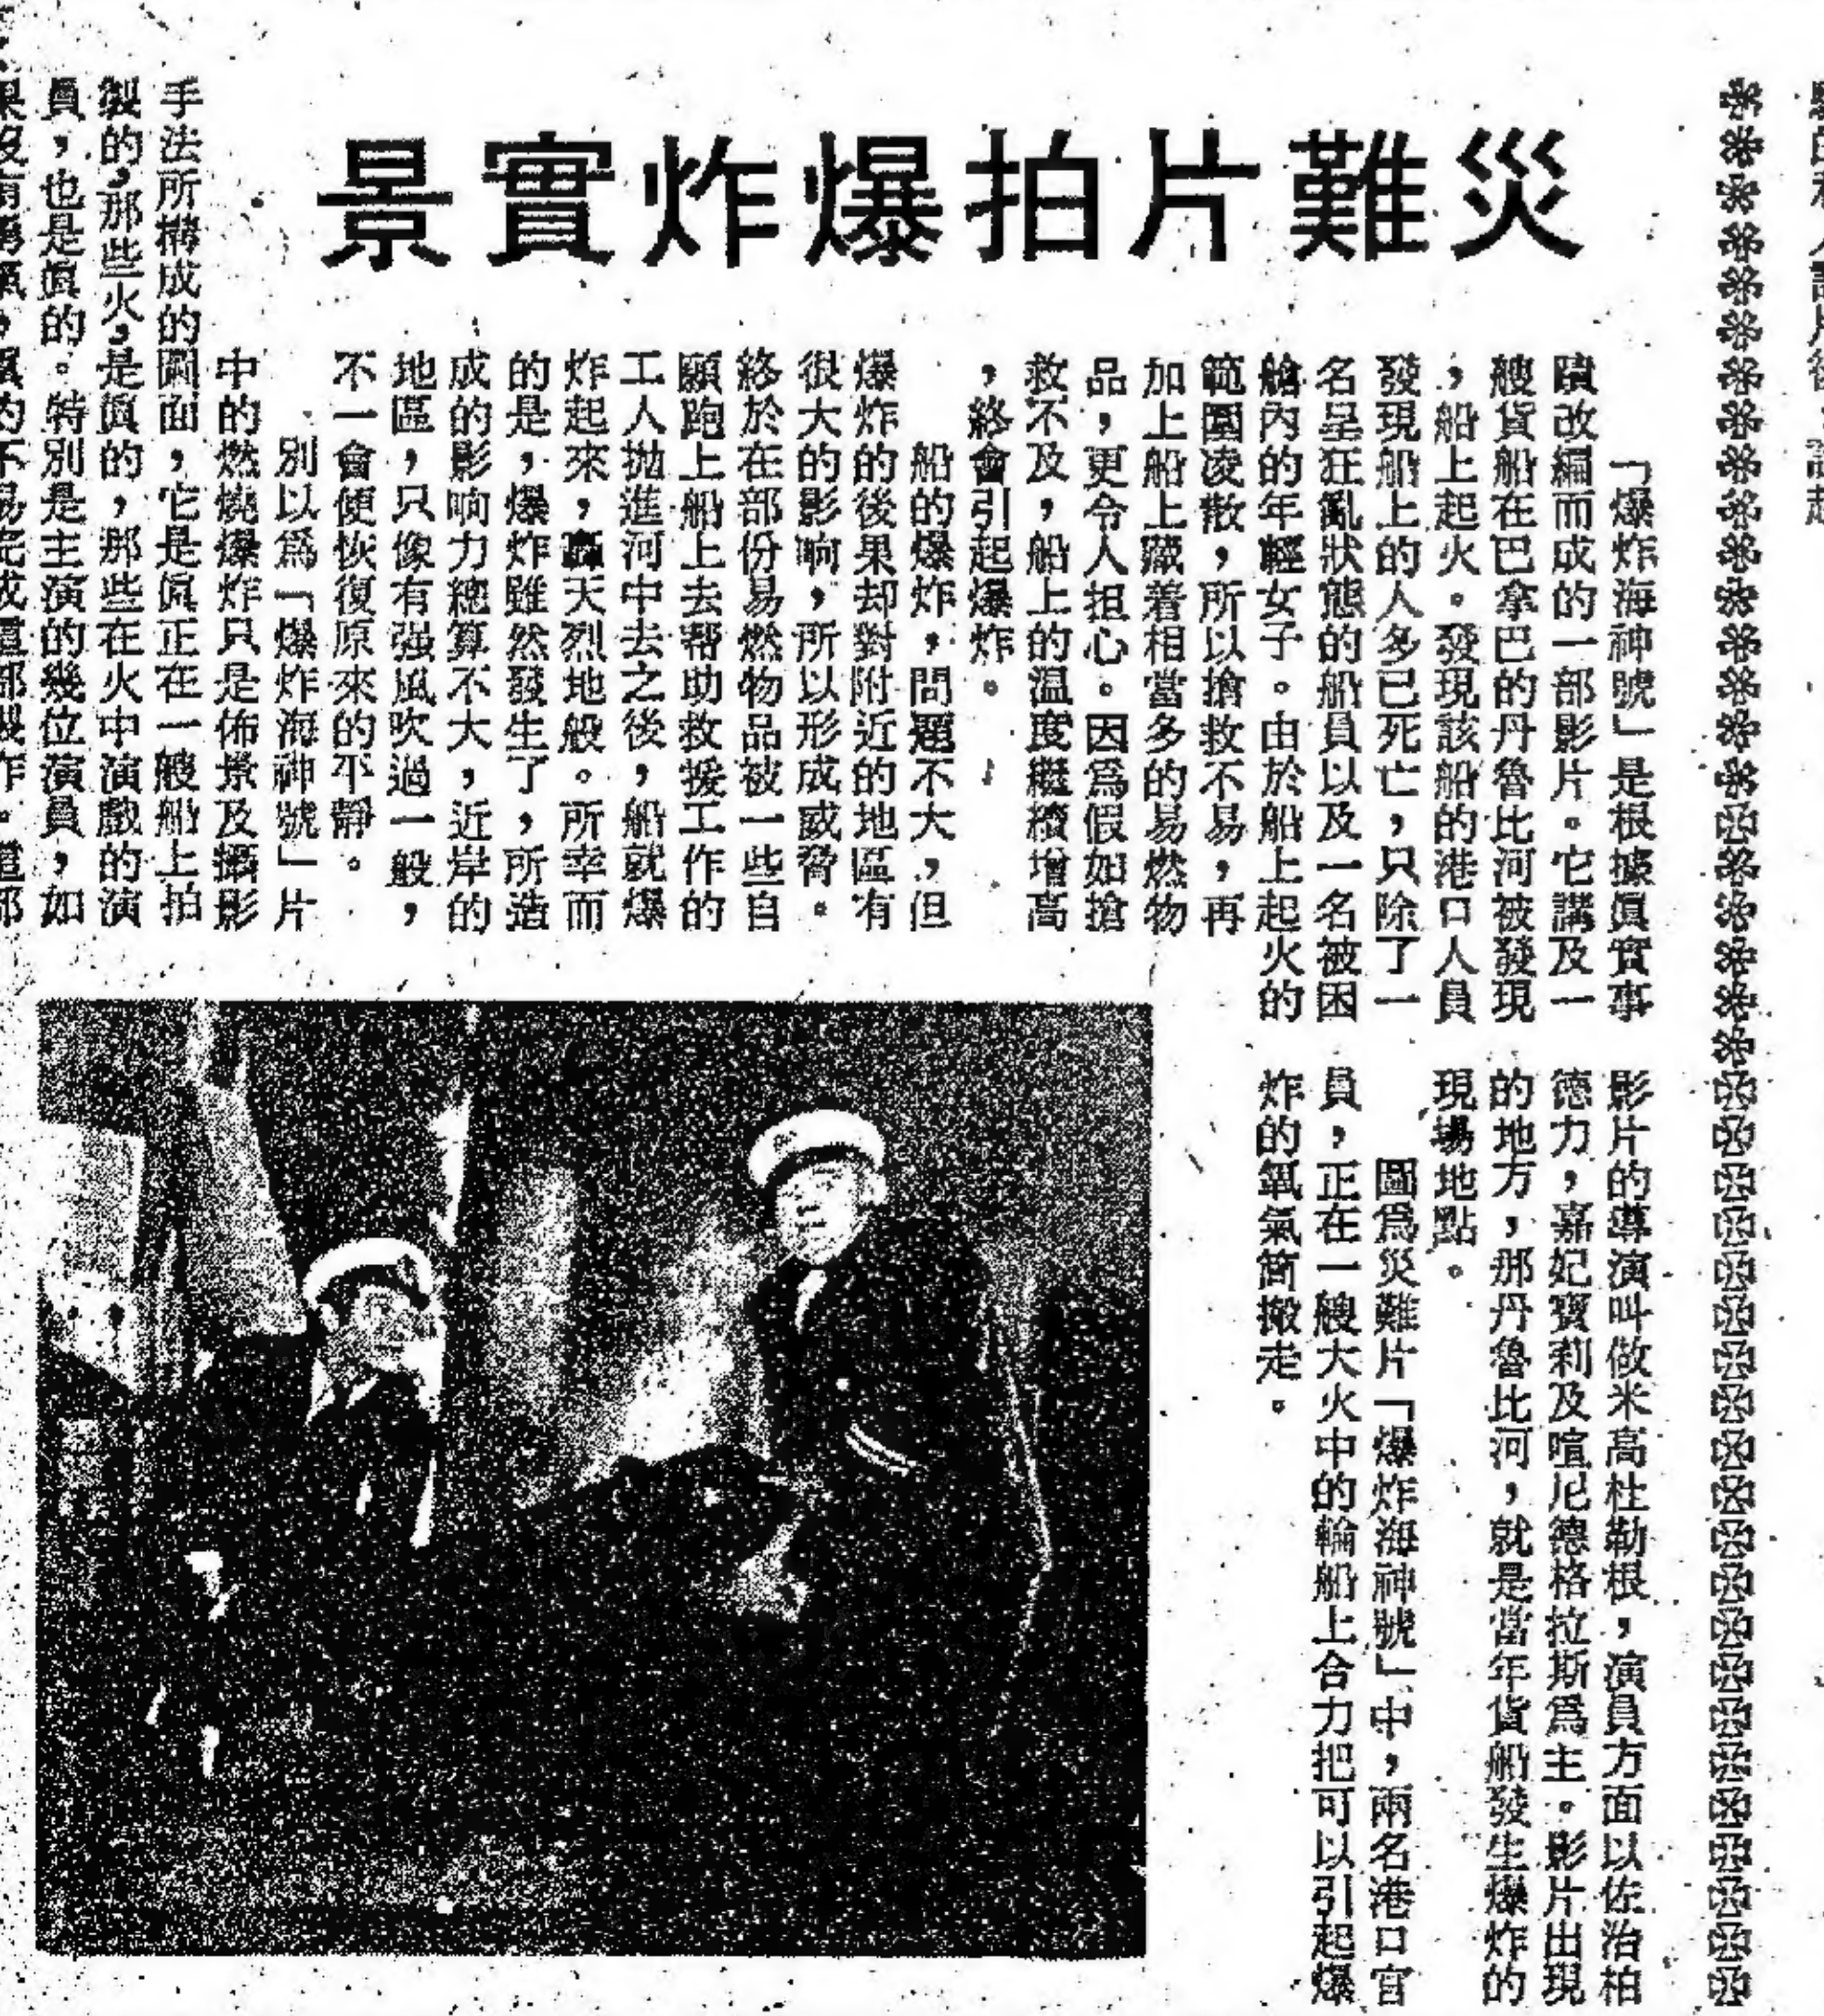 災難片拍爆炸實景
「爆炸海神號」是根據眞實事
蹟改編而成的一部影片。它講及一
艘貨船在巴拿巴的丹魯比河被發現
,船上起火。發現該船的港口人員
發現船上的人多已死亡,只除了一
名呈狂亂狀態的船員以及一名被困
艙內的年輕女子。由於船上起火的
範圍凌散,所以搶救不易,再
加上船上藏着相當多的易燃物
品,更令人担心。因爲假如搶
救不及,船上的温度繼續增高
,終會引起爆炸。
船的爆炸,問題不大,但
爆炸的後果却對附近的地區有
很大的影响,所以形成威脅。
終於在部份易燃物品被一些自
願跑上船上去帮助救援工作的
工人抛進河中去之後,船就爆
炸起來,轟天烈地般。所幸而
的是,爆炸雖然發生了,所造
成的影响力總算不大,近岸的
地區,只像有强風吹過一般,
不一會便恢復原來的平靜。
別以爲「爆炸海神號」片
中的燃燒爆炸只是佈景及攝影
手法所構成的圖面,它是眞正在一艘船上拍
製的,那些火,是眞的,那些在火中演戲的演
員,也是眞的。特別是主演的幾位演員,如
果沒有勇氣,眞的不易完成這部戲作。這部
影片的導演叫做米高杜勒根,演員方面以佐治柏
德力,嘉妃寶莉及喧尼德格拉斯爲主。影片出現
的地方,那丹魯比河,就是當年貨船發生爆炸的
現場地點。
圖爲災難片「爆炸海神號」中,兩名港口官
員,正在一艘大火中的輪船上合力把可以引起爆
炸的氧氣筒搬走。